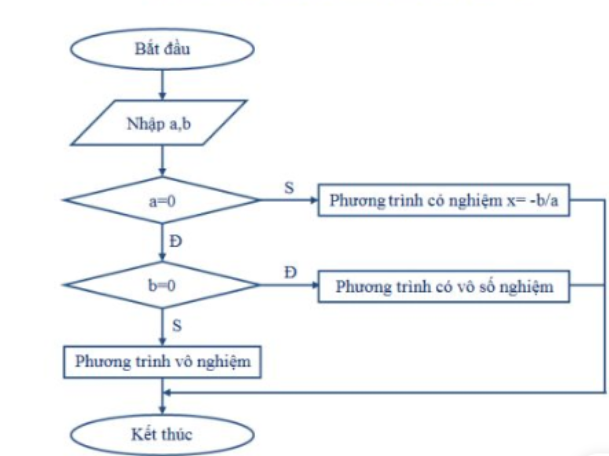 Bắt đầu
Nhập a,b
a=0
S
Phương trình có nghiệm x= -b/a
Đ
b=0
Đ
Phương trình có vô số nghiệm
S
Phương trình vô nghiệm
Kết thúc